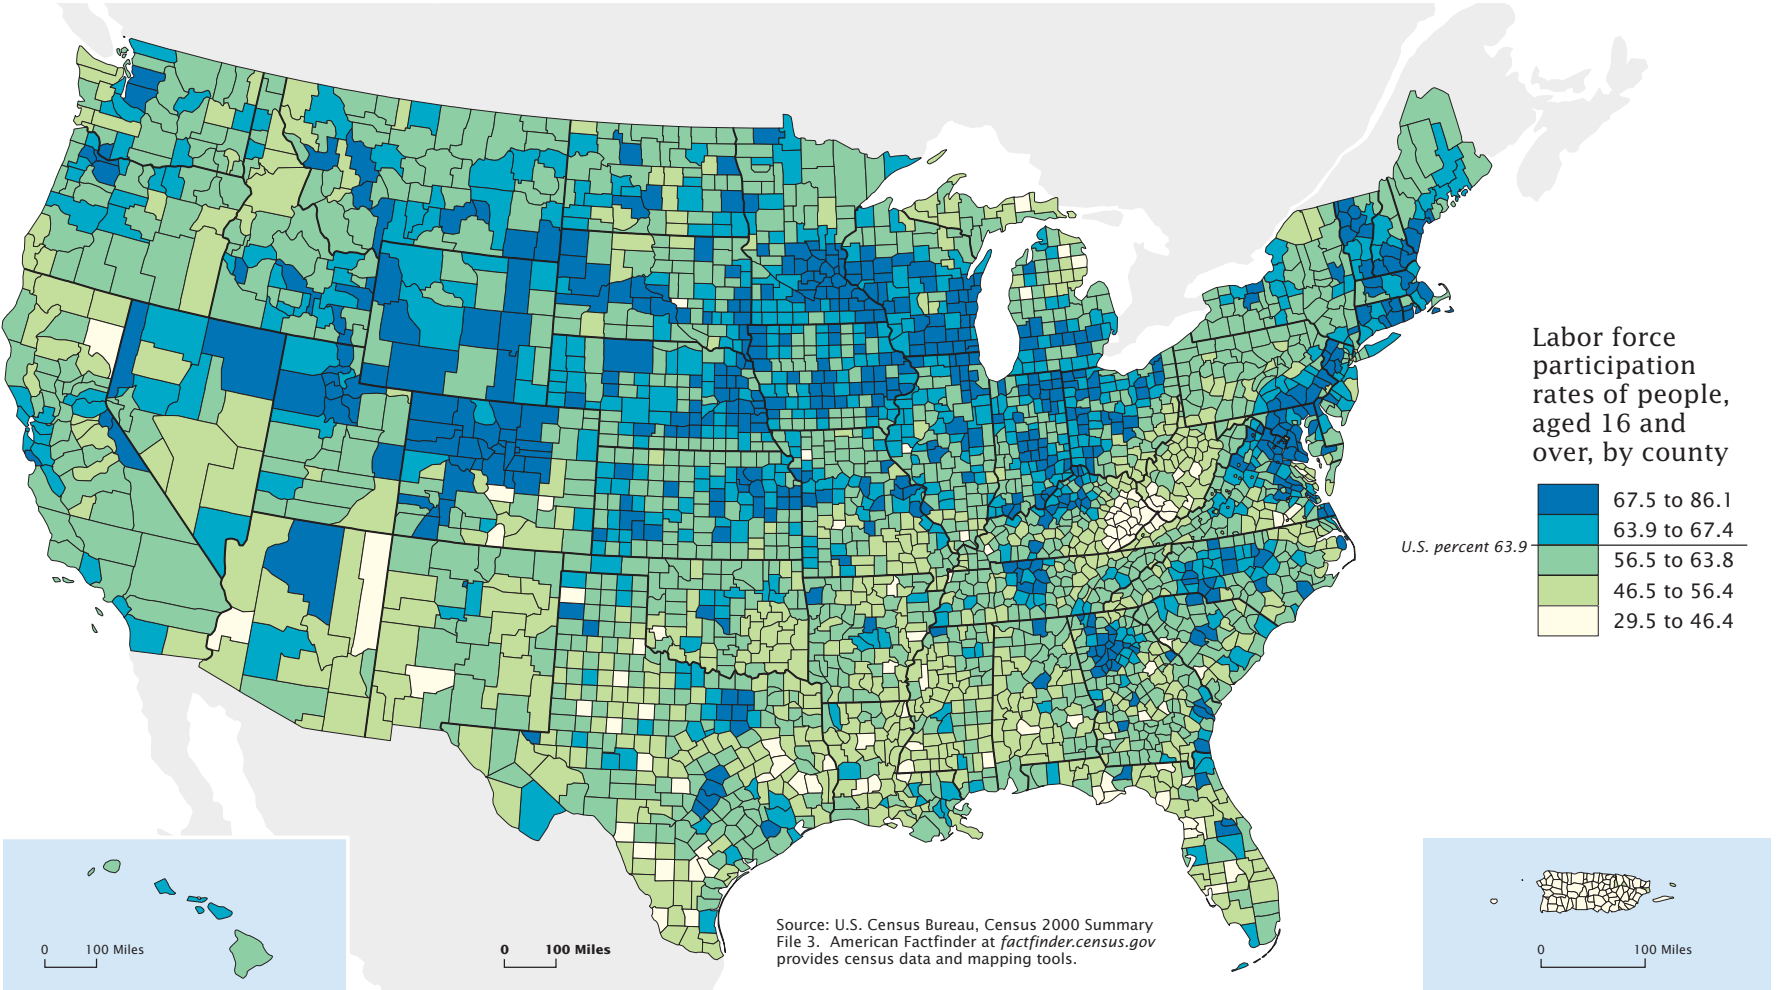 Labor force
participation
rates of people,
aged 16 and
over, by county
67.5 to 86.1
63.9 to 67.4
U.S. percent 63.9
56.5 to 63.8
46.5 to 56.4
29.5 to 46.4
Source: U.S. Census Bureau, Census 2000 Summary
File 3. American Factfinder at factfinder.census.gov
provides census data and mapping tools.
0 100 Miles
0 100 Miles
0 100 Miles